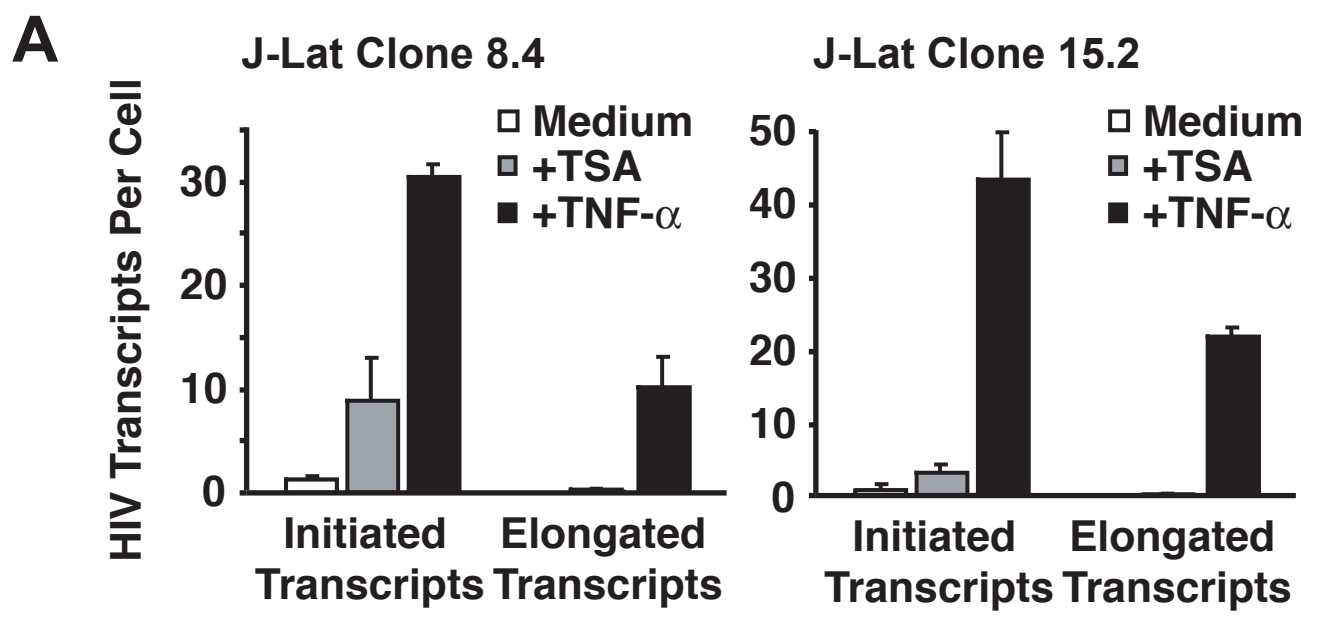 A
J-Lat Clone 8.4
HIV Transcripts Per Cell
30
20
10
0
Medium
+TSA
+TNF-α
Initiated
Transcripts
Elongated
Transcripts
J-Lat Clone 15.2
50
40
30
20
10
0
Medium
+TSA
+TNF-α
Initiated
Transcripts
Elongated
Transcripts